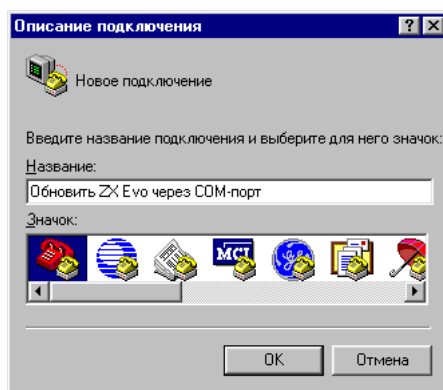 Описание подключения
Новое подключение
Введите название подключения и выберите для него значок:
Название:
Обновить ZX Evo через COM-порт
Значок:
MCI
OK
Отмена